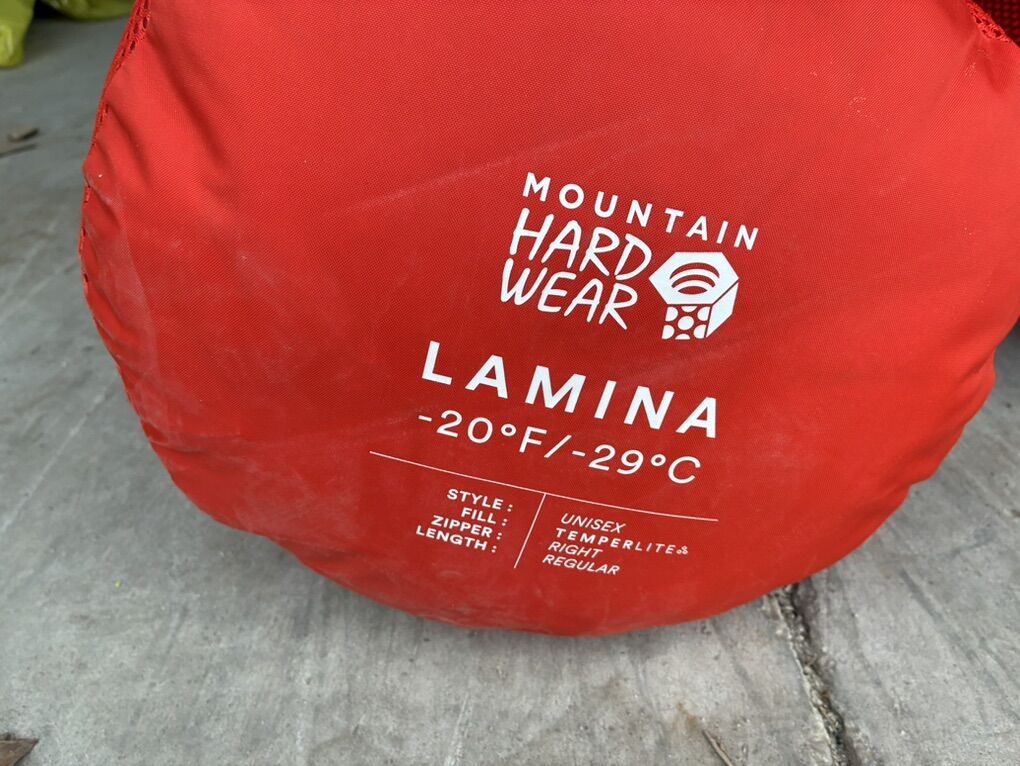 MOUNTAIN
HARD
WEAR
LAMINA
-20°F/-29°C
STYLE : UNISEX
FILL : TEMPERLITE
ZIPPER : RIGHT
LENGTH : REGULAR